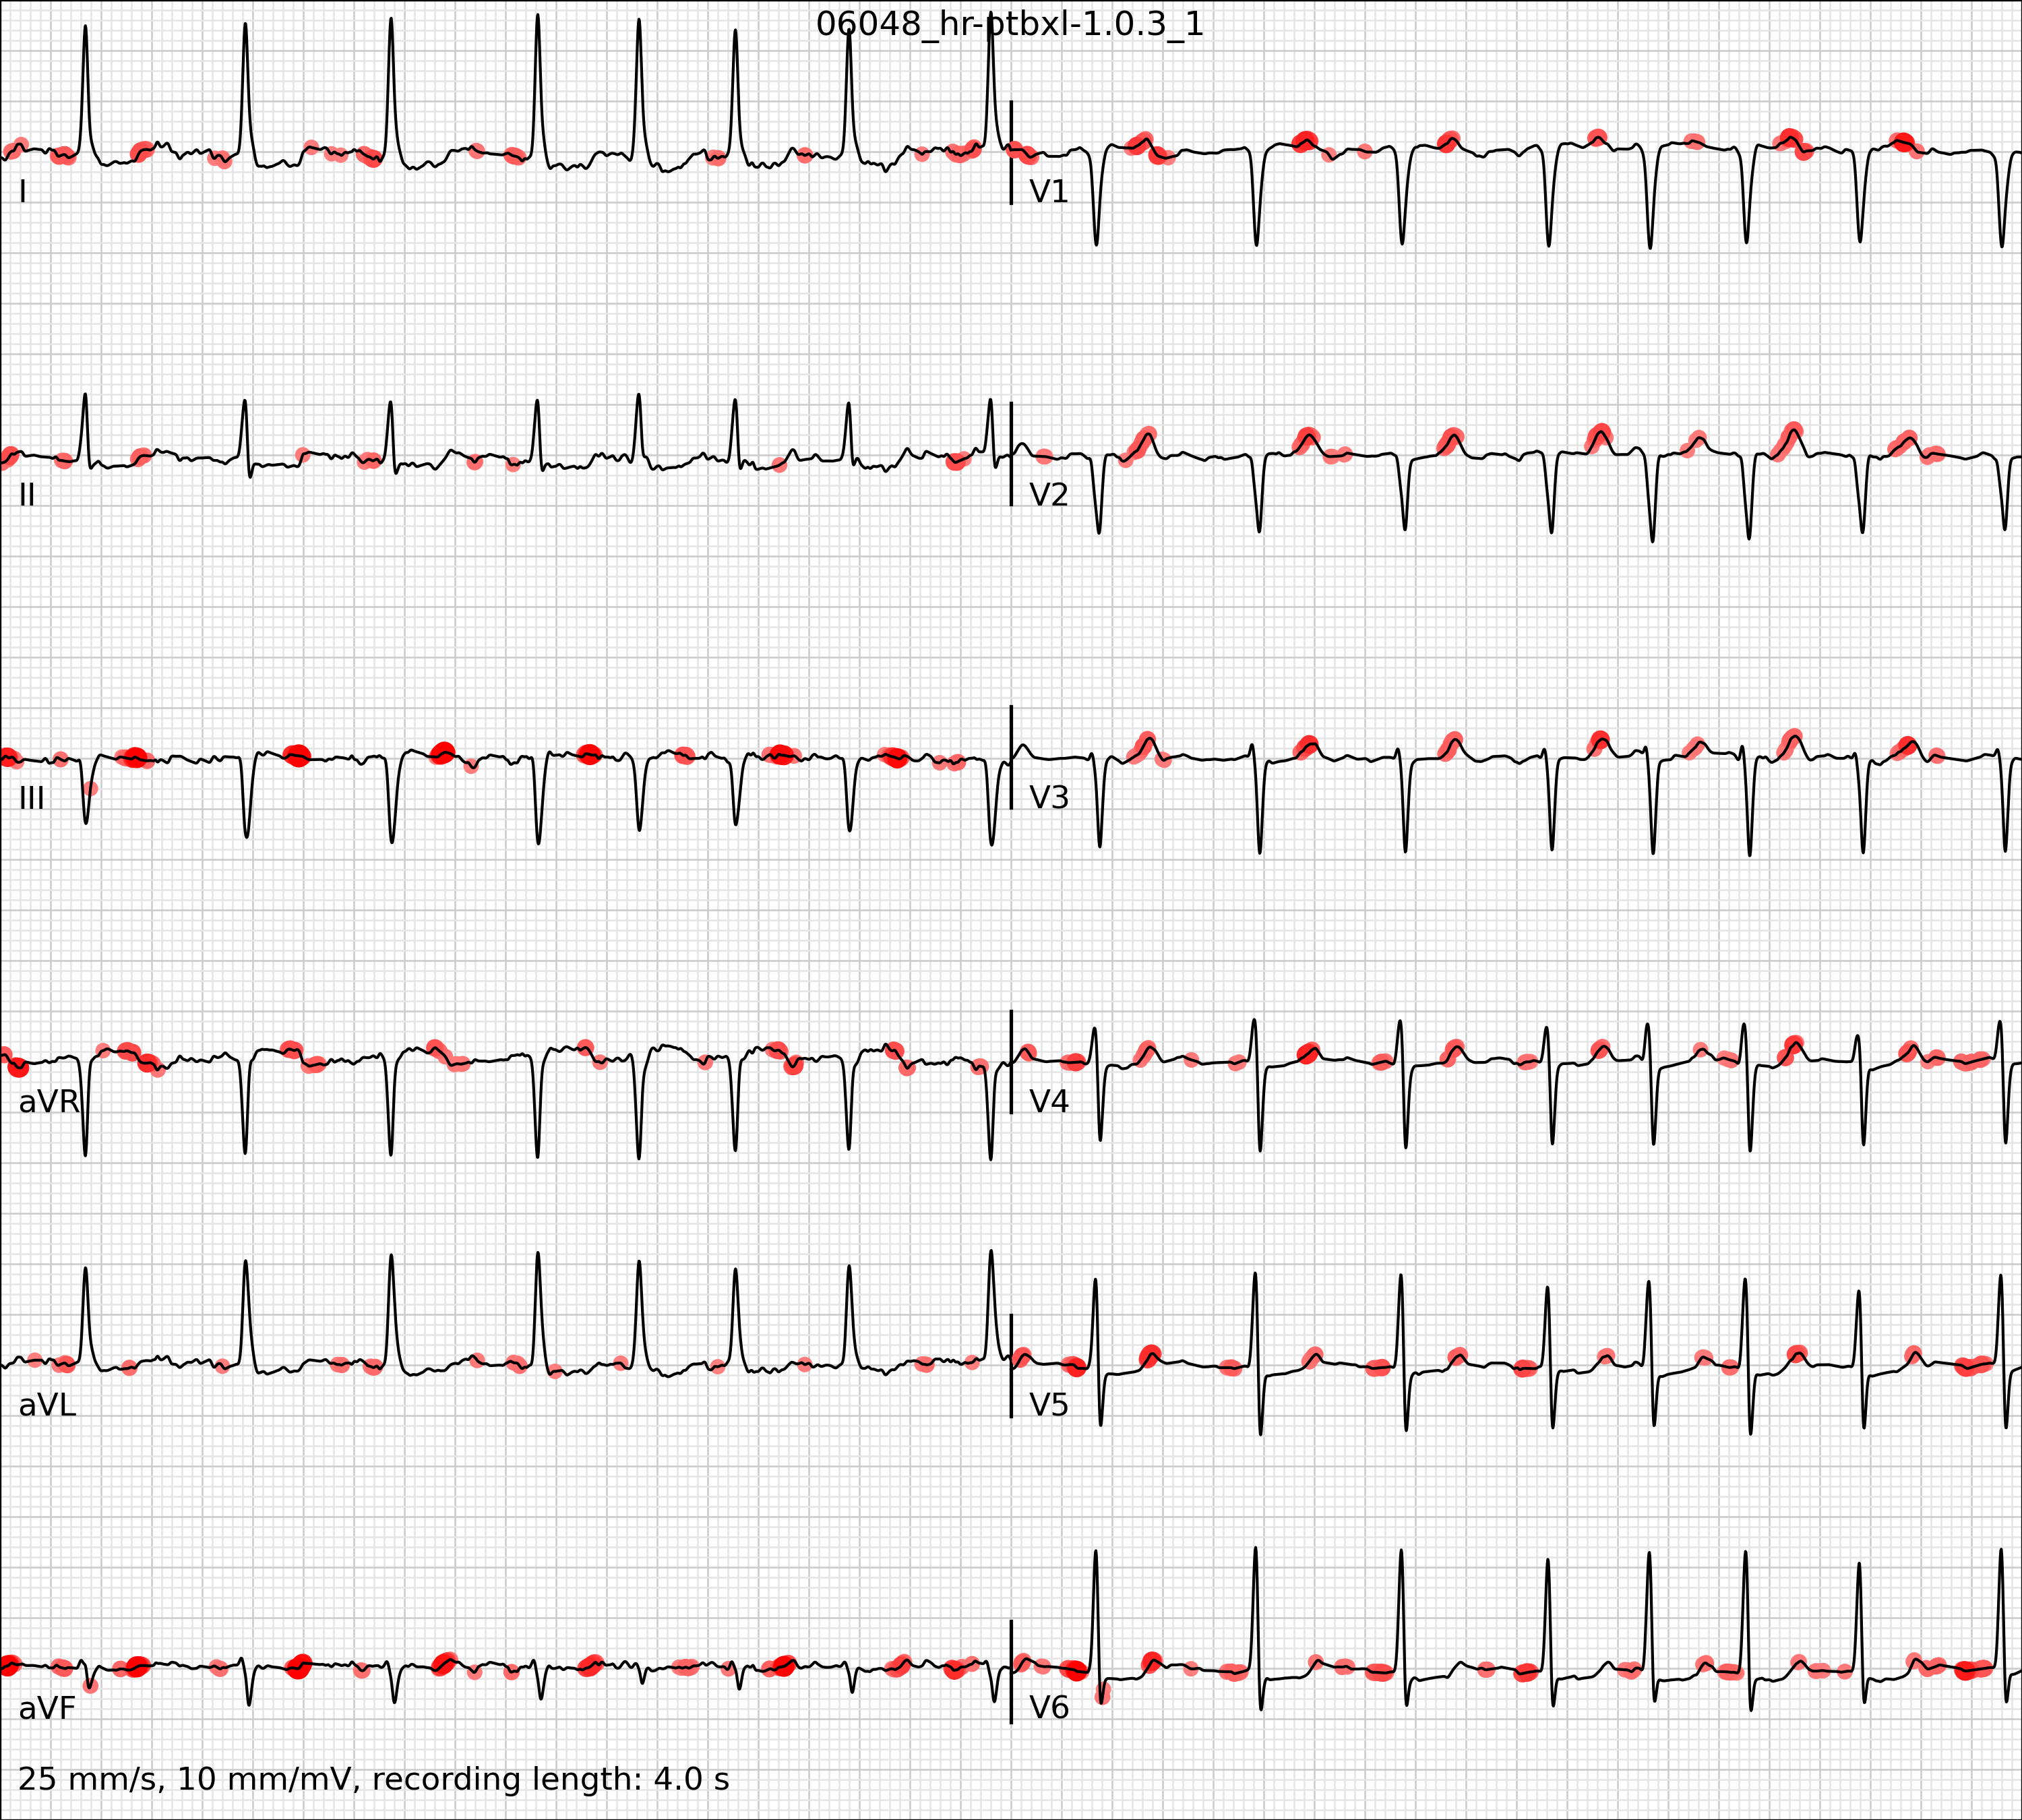 06048_hr-ptbxl-1.0.3_1
I
V1
II
V2
III
V3
aVR
V4
aVL
V5
aVF
V6
25 mm/s, 10 mm/mV, recording length: 4.0 s